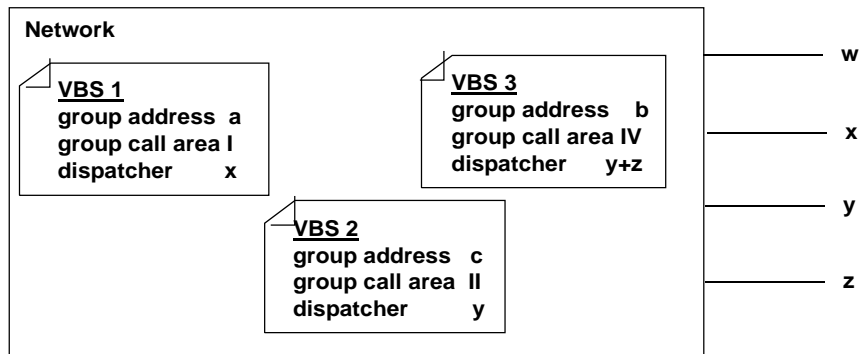 Network
VBS 1
group address a
group call area I
dispatcher x
VBS 3
group address b
group call area IV
dispatcher y+z
VBS 2
group address c
group call area II
dispatcher y
w
x
y
z